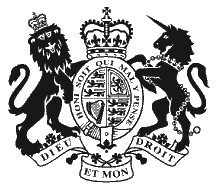 HONI SOIT QUI MAL Y PENSE
DIEU ET MON DROIT